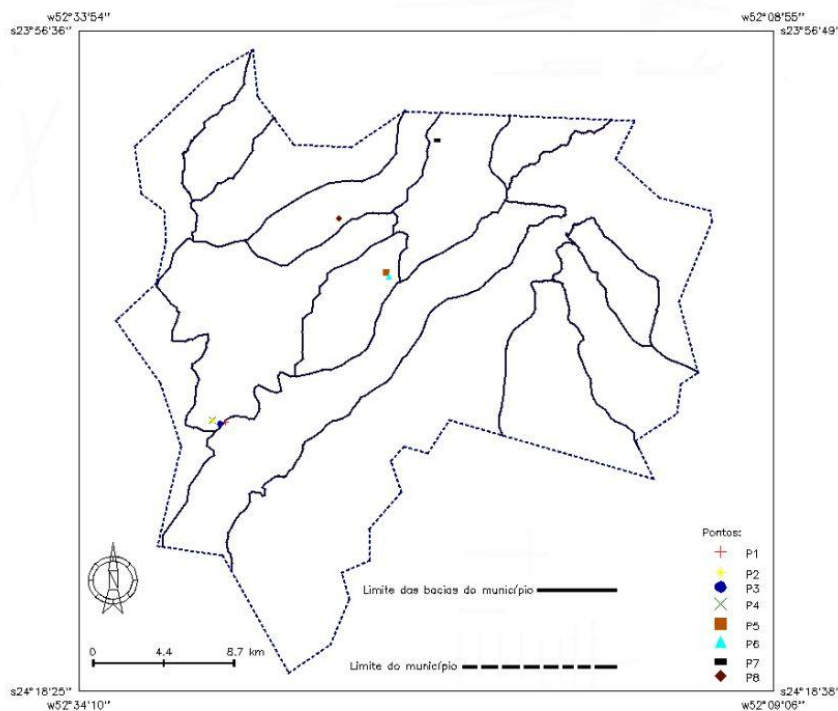 w52°33'54''
w52°08'55''
s23°56'36''
s23°56'49''
Pontos:
P1
P2
P3
P4
P5
P6
P7
P8
N
Limite das bacias do município
0 4.4 8.7 km
Limite do município
s24°18'25''
s24°18'38''
w52°34'10''
w52°09'06''